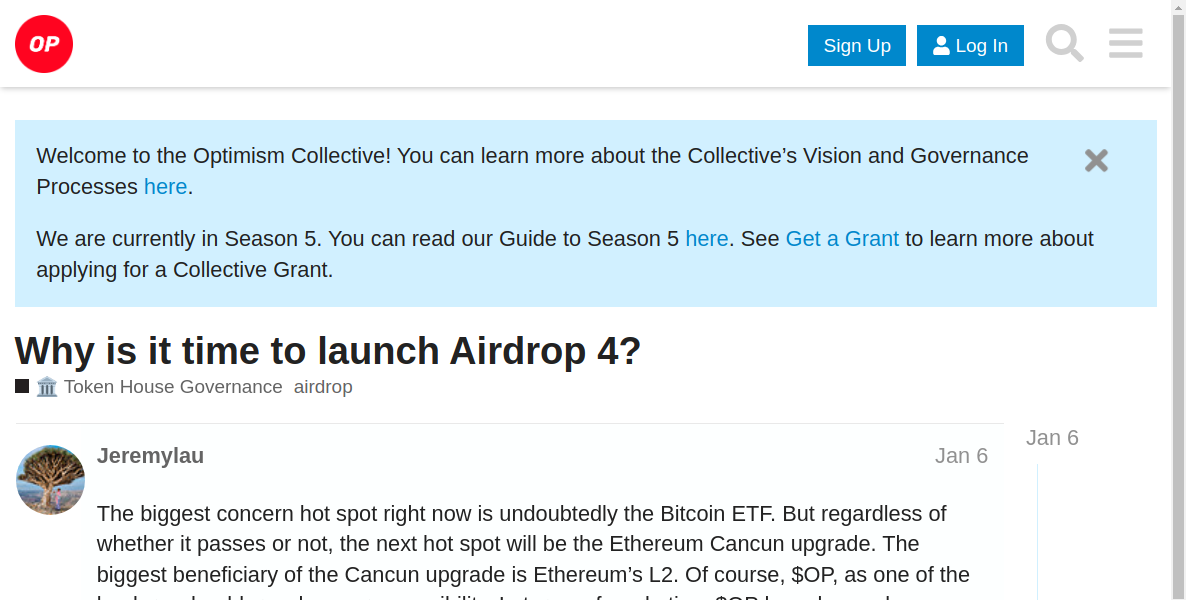 OP
Sign Up
Log In
Welcome to the Optimism Collective! You can learn more about the Collective’s Vision and Governance
Processes here.
We are currently in Season 5. You can read our Guide to Season 5 here. See Get a Grant to learn more about
applying for a Collective Grant.
Why is it time to launch Airdrop 4?
Token House Governance airdrop
Jan 6
Jeremylau
Jan 6
The biggest concern hot spot right now is undoubtedly the Bitcoin ETF. But regardless of
whether it passes or not, the next hot spot will be the Ethereum Cancun upgrade. The
biggest beneficiary of the Cancun upgrade is Ethereum’s L2. Of course, $OP, as one of the